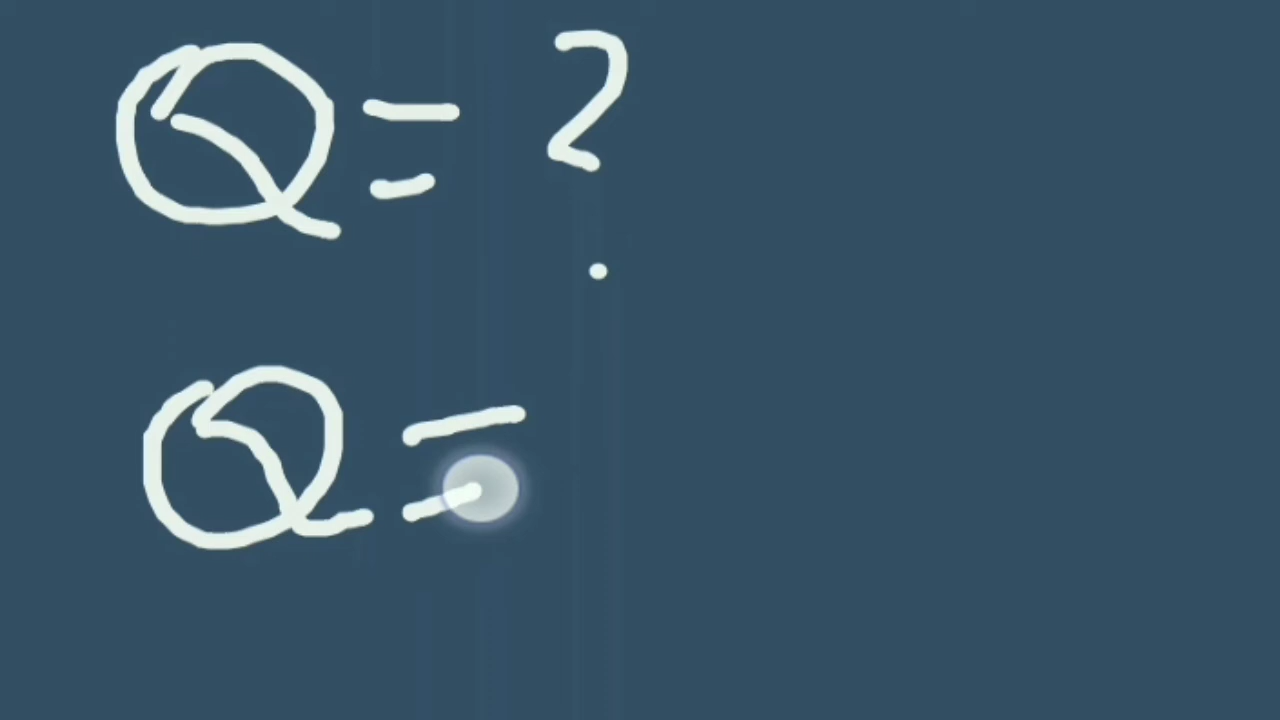 Q = ?
Q =